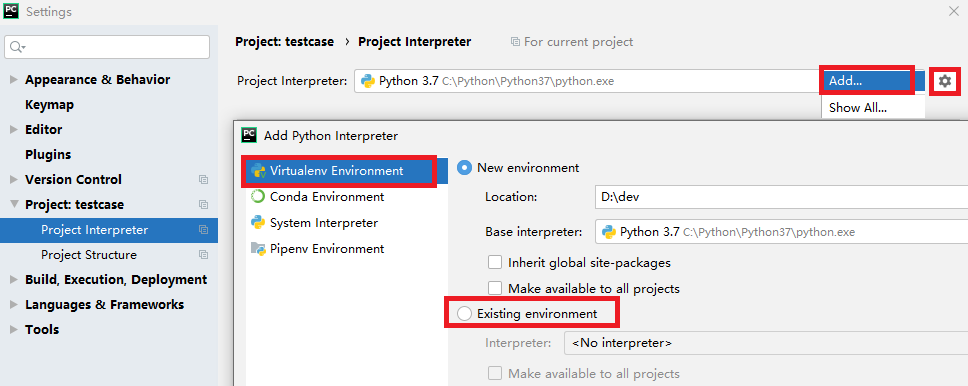 PC Settings
Project: testcase › Project Interpreter For current project
Project Interpreter: Python 3.7 C:\Python\Python37\python.exe Add...
Show All...
Appearance & Behavior
Keymap
Editor
Plugins
Version Control
Project: testcase
Project Interpreter
Project Structure
Build, Execution, Deployment
Languages & Frameworks
Tools
PC Add Python Interpreter
Virtualenv Environment
Conda Environment
System Interpreter
Pipenv Environment
New environment
Location: D:\dev
Base interpreter: Python 3.7 C:\Python\Python37\python.exe
Inherit global site-packages
Make available to all projects
Existing environment
Interpreter: <No interpreter>
Make available to all projects